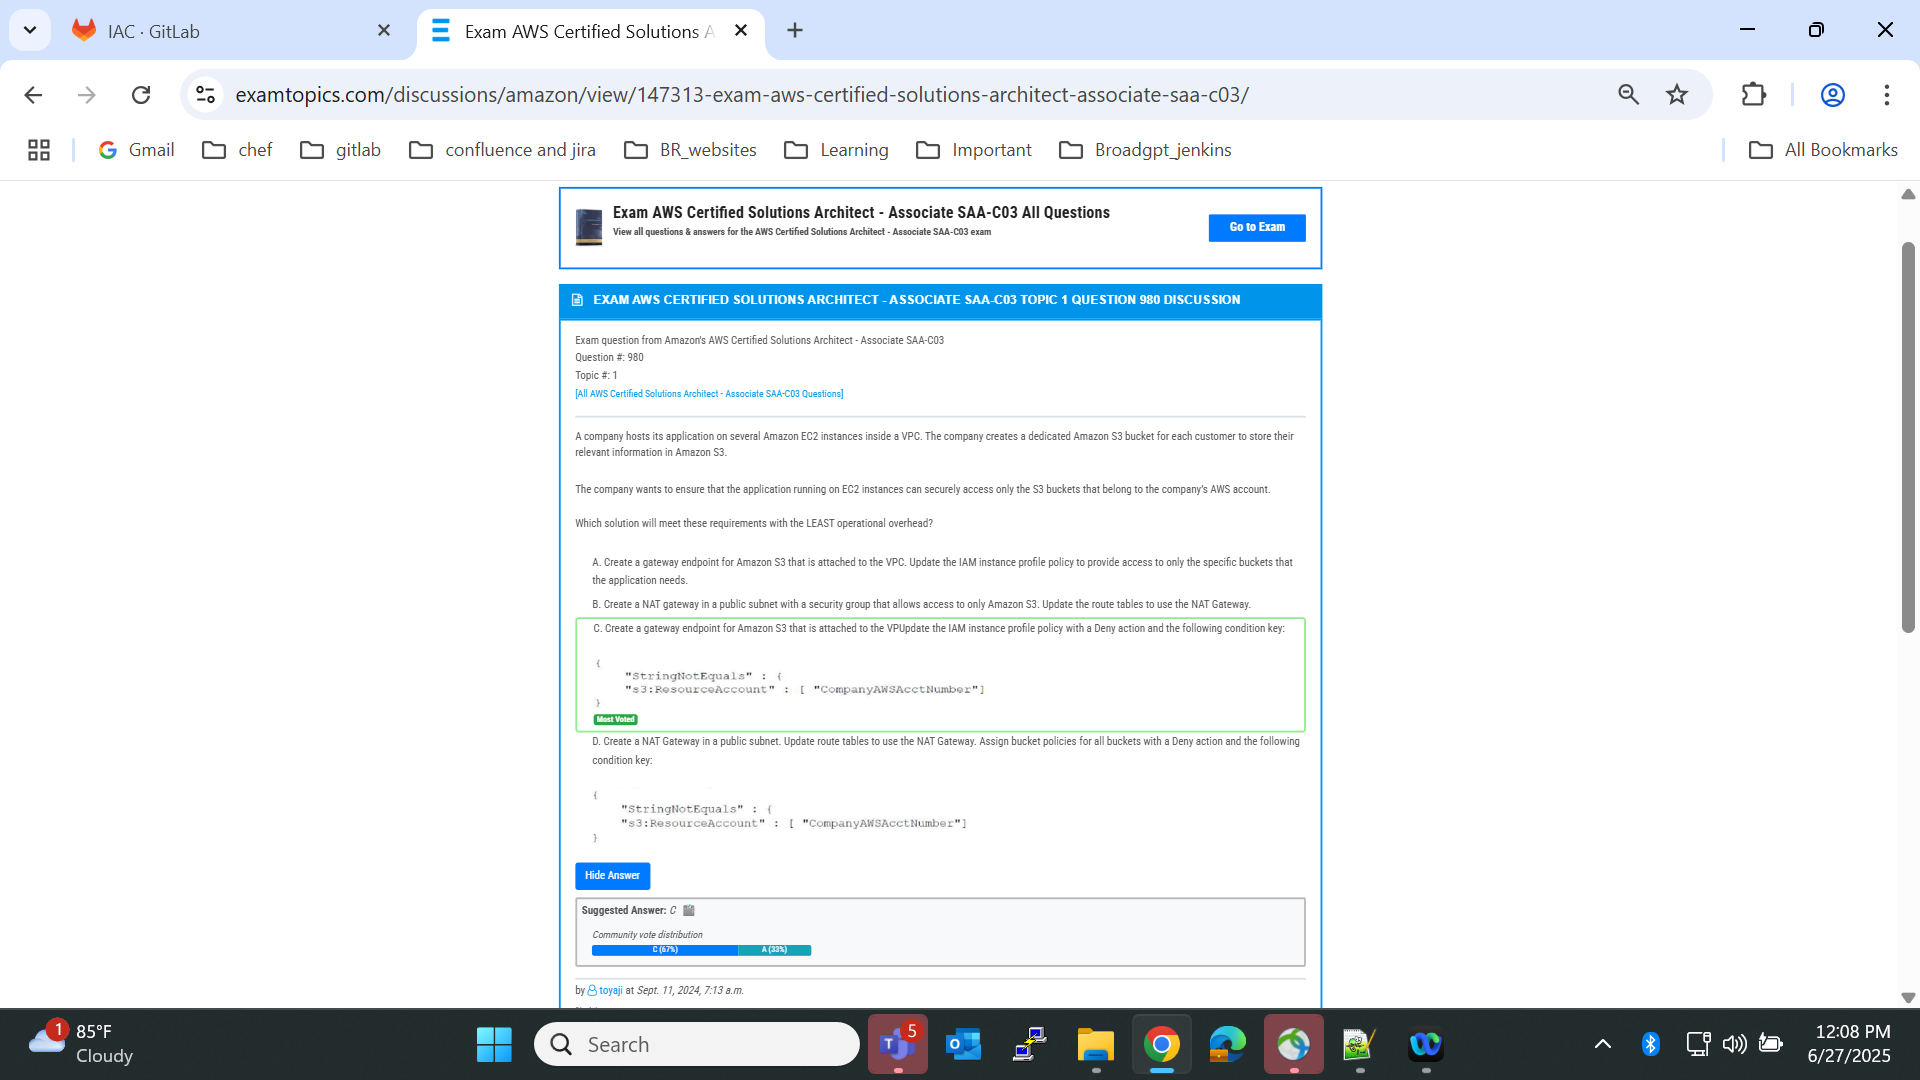 IAC · GitLab
Exam AWS Certified Solutions A
examtopics.com/discussions/amazon/view/147313-exam-aws-certified-solutions-architect-associate-saa-c03/
Gmail
chef
gitlab
confluence and jira
BR_websites
Learning
Important
Broadgpt_jenkins
All Bookmarks
Exam AWS Certified Solutions Architect - Associate SAA-C03 All Questions
View all questions & answers for the AWS Certified Solutions Architect - Associate SAA-C03 exam
Go to Exam
EXAM AWS CERTIFIED SOLUTIONS ARCHITECT - ASSOCIATE SAA-C03 TOPIC 1 QUESTION 980 DISCUSSION
Exam question from Amazon's AWS Certified Solutions Architect - Associate SAA-C03
Question #: 980
Topic #: 1
[All AWS Certified Solutions Architect - Associate SAA-C03 Questions]
A company hosts its application on several Amazon EC2 instances inside a VPC. The company creates a dedicated Amazon S3 bucket for each customer to store their
relevant information in Amazon S3.
The company wants to ensure that the application running on EC2 instances can securely access only the S3 buckets that belong to the company's AWS account.
Which solution will meet these requirements with the LEAST operational overhead?
A. Create a gateway endpoint for Amazon S3 that is attached to the VPC. Update the IAM instance profile policy to provide access to only the specific buckets that
the application needs.
B. Create a NAT gateway in a public subnet with a security group that allows access to only Amazon S3. Update the route tables to use the NAT Gateway.
C. Create a gateway endpoint for Amazon S3 that is attached to the VPUpdate the IAM instance profile policy with a Deny action and the following condition key:
{
"StringNotEquals" : {
"s3:ResourceAccount" : [ "CompanyAWSAcctNumber"]
}
Most Voted
D. Create a NAT Gateway in a public subnet. Update route tables to use the NAT Gateway. Assign bucket policies for all buckets with a Deny action and the following
condition key:
{
"StringNotEquals" : {
"s3:ResourceAccount" : [ "CompanyAWSAcctNumber"]
}
Hide Answer
Suggested Answer: C
Community vote distribution
C (67%)
A (33%)
by toyaji at Sept. 11, 2024, 7:13 a.m.
1
85°F
Cloudy
Search
5
12:08 PM
6/27/2025